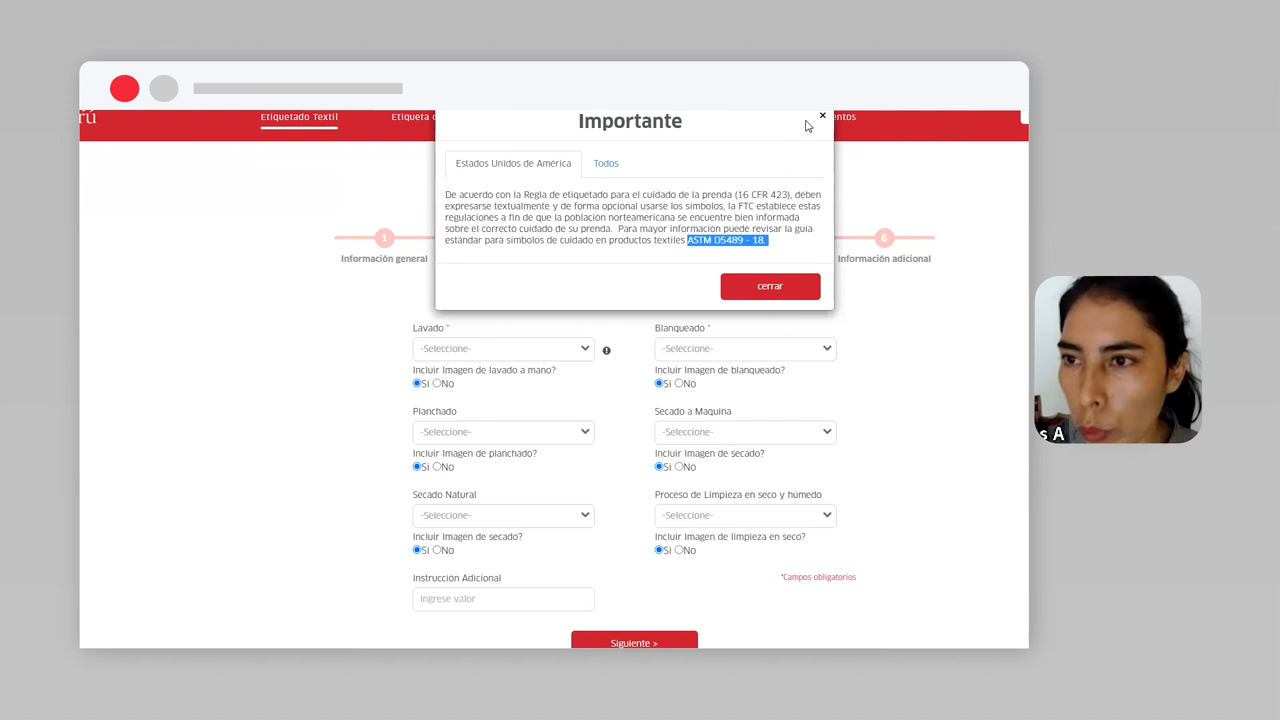 rú
Etiquetado Textil
Etiqueta
entos
Importante
Estados Unidos de América
Todos
De acuerdo con la Regla de etiquetado para el cuidado de la prenda (16 CFR 423), deben
expresarse textualmente y de forma opcional usarse los símbolos, la FTC establece estas
regulaciones a fin de que la población norteamericana se encuentre bien informada
sobre el correcto cuidado de su prenda. Para mayor información puede revisar la guía
estándar para símbolos de cuidado en productos textiles ASTM D5489 - 18.
cerrar
1
6
Información general
Información adicional
Lavado *
Blanqueado *
-Seleccione-
-Seleccione-
Incluir Imagen de lavado a mano?
Incluir Imagen de blanqueado?
Si No
Si No
Planchado
Secado a Maquina
-Seleccione-
-Seleccione-
Incluir Imagen de planchado?
Incluir Imagen de secado?
Si No
Si No
Secado Natural
Proceso de Limpieza en seco y húmedo
-Seleccione-
-Seleccione-
Incluir Imagen de secado?
Incluir Imagen de limpieza en seco?
Si No
Si No
Instrucción Adicional
*Campos obligatorios
Ingrese valor
Siguiente >
s A